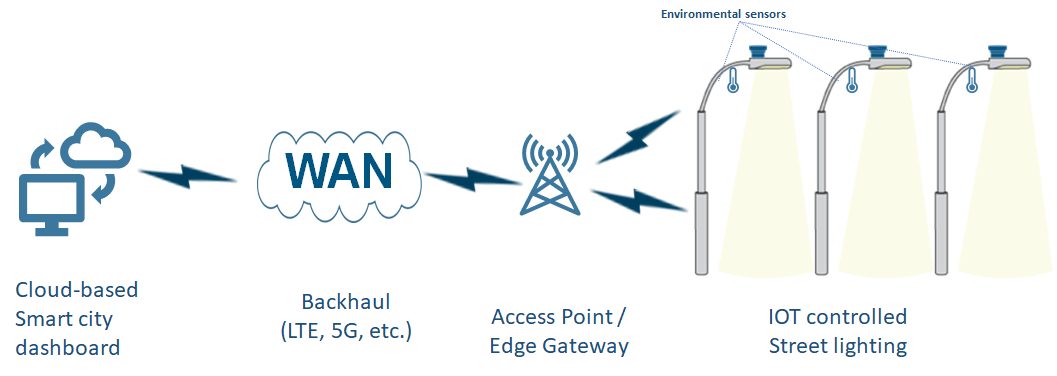 Environmental sensors
WAN
Cloud-based
Smart city
dashboard
Backhaul
(LTE, 5G, etc.)
Access Point /
Edge Gateway
IOT controlled
Street lighting